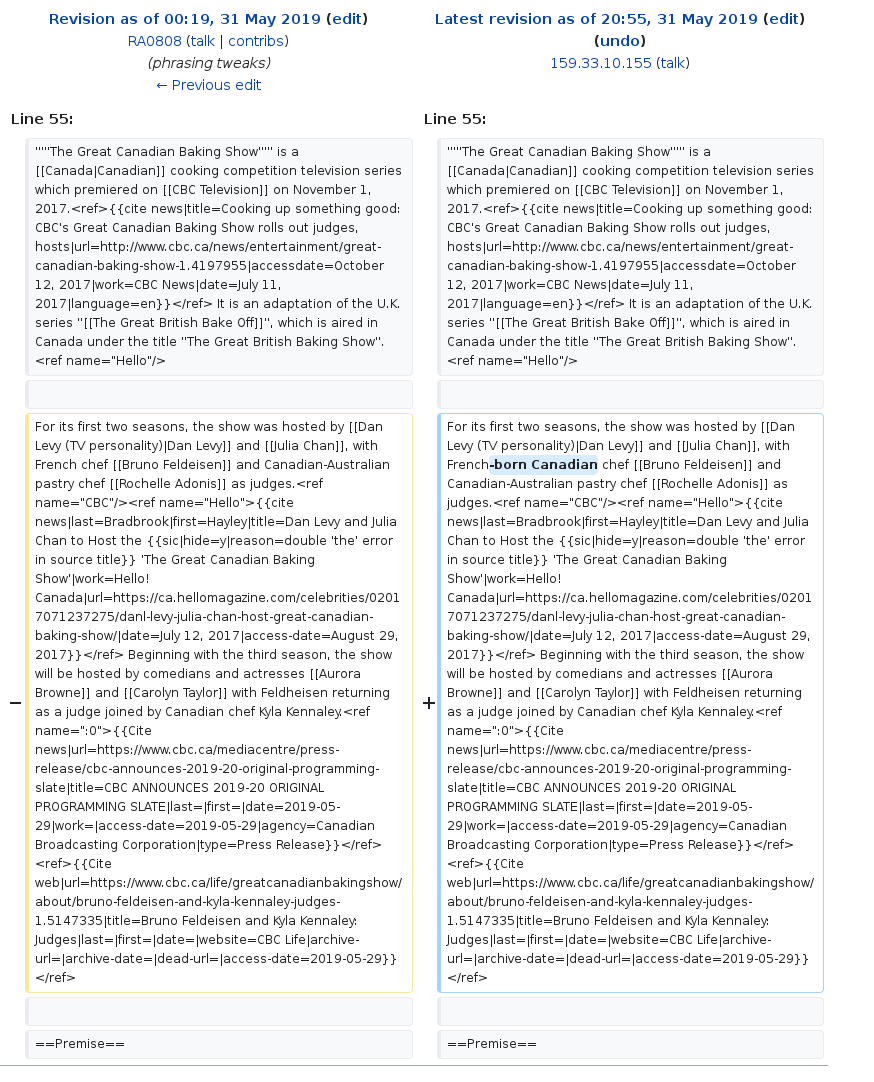 Revision as of 00:19, 31 May 2019 (edit)
RA0808 (talk | contribs)
(phrasing tweaks)
← Previous edit
Latest revision as of 20:55, 31 May 2019 (edit)
(undo)
159.33.10.155 (talk)
Line 55:
'''''The Great Canadian Baking Show''''' is a
[[Canada|Canadian]] cooking competition television series
which premiered on [[CBC Television]] on November 1,
2017.<ref>{{cite news|title=Cooking up something good:
CBC's Great Canadian Baking Show rolls out judges,
hosts|url=http://www.cbc.ca/news/entertainment/great-
canadian-baking-show-1.4197955|accessdate=October
12, 2017|work=CBC News|date=July 11,
2017|language=en}}</ref> It is an adaptation of the U.K.
series ''[[The Great British Bake Off]]'', which is aired in
Canada under the title ''The Great British Baking Show''.
<ref name="Hello"/>
For its first two seasons, the show was hosted by [[Dan
Levy (TV personality)|Dan Levy]] and [[Julia Chan]], with
French chef [[Bruno Feldeisen]] and Canadian-Australian
pastry chef [[Rochelle Adonis]] as judges.<ref
name="CBC"/><ref name="Hello">{{cite
news|last=Bradbrook|first=Hayley|title=Dan Levy and Julia
Chan to Host the {{sic|hide=y|reason=double 'the' error
in source title}} 'The Great Canadian Baking
Show'|work=Hello!
Canada|url=https://ca.hellomagazine.com/celebrities/0201
7071237275/danl-levy-julia-chan-host-great-canadian-
baking-show/|date=July 12, 2017|access-date=August 29,
2017}}</ref> Beginning with the third season, the show
will be hosted by comedians and actresses [[Aurora
Browne]] and [[Carolyn Taylor]] with Feldheisen returning
− as a judge joined by Canadian chef Kyla Kennaley.<ref
name=":0">{{Cite
news|url=https://www.cbc.ca/mediacentre/press-
release/cbc-announces-2019-20-original-programming-
slate|title=CBC ANNOUNCES 2019-20 ORIGINAL
PROGRAMMING SLATE|last=|first=|date=2019-05-
29|work=|access-date=2019-05-29|agency=Canadian
Broadcasting Corporation|type=Press Release}}</ref>
<ref>{{Cite
web|url=https://www.cbc.ca/life/greatcanadianbakingshow/
about/bruno-feldeisen-and-kyla-kennaley-judges-
1.5147335|title=Bruno Feldeisen and Kyla Kennaley:
Judges|last=|first=|date=|website=CBC Life|archive-
url=|archive-date=|dead-url=|access-date=2019-05-29}}
</ref>
==Premise==
Line 55:
'''''The Great Canadian Baking Show''''' is a
[[Canada|Canadian]] cooking competition television series
which premiered on [[CBC Television]] on November 1,
2017.<ref>{{cite news|title=Cooking up something good:
CBC's Great Canadian Baking Show rolls out judges,
hosts|url=http://www.cbc.ca/news/entertainment/great-
canadian-baking-show-1.4197955|accessdate=October
12, 2017|work=CBC News|date=July 11,
2017|language=en}}</ref> It is an adaptation of the U.K.
series ''[[The Great British Bake Off]]'', which is aired in
Canada under the title ''The Great British Baking Show''.
<ref name="Hello"/>
For its first two seasons, the show was hosted by [[Dan
Levy (TV personality)|Dan Levy]] and [[Julia Chan]], with
French-born Canadian chef [[Bruno Feldeisen]] and
Canadian-Australian pastry chef [[Rochelle Adonis]] as
judges.<ref name="CBC"/><ref name="Hello">{{cite
news|last=Bradbrook|first=Hayley|title=Dan Levy and Julia
Chan to Host the {{sic|hide=y|reason=double 'the' error
in source title}} 'The Great Canadian Baking
Show'|work=Hello!
Canada|url=https://ca.hellomagazine.com/celebrities/0201
7071237275/danl-levy-julia-chan-host-great-canadian-
baking-show/|date=July 12, 2017|access-date=August 29,
2017}}</ref> Beginning with the third season, the show
will be hosted by comedians and actresses [[Aurora
Browne]] and [[Carolyn Taylor]] with Feldheisen returning
+ as a judge joined by Canadian chef Kyla Kennaley.<ref
name=":0">{{Cite
news|url=https://www.cbc.ca/mediacentre/press-
release/cbc-announces-2019-20-original-programming-
slate|title=CBC ANNOUNCES 2019-20 ORIGINAL
PROGRAMMING SLATE|last=|first=|date=2019-05-
29|work=|access-date=2019-05-29|agency=Canadian
Broadcasting Corporation|type=Press Release}}</ref>
<ref>{{Cite
web|url=https://www.cbc.ca/life/greatcanadianbakingshow/
about/bruno-feldeisen-and-kyla-kennaley-judges-
1.5147335|title=Bruno Feldeisen and Kyla Kennaley:
Judges|last=|first=|date=|website=CBC Life|archive-
url=|archive-date=|dead-url=|access-date=2019-05-29}}
</ref>
==Premise==